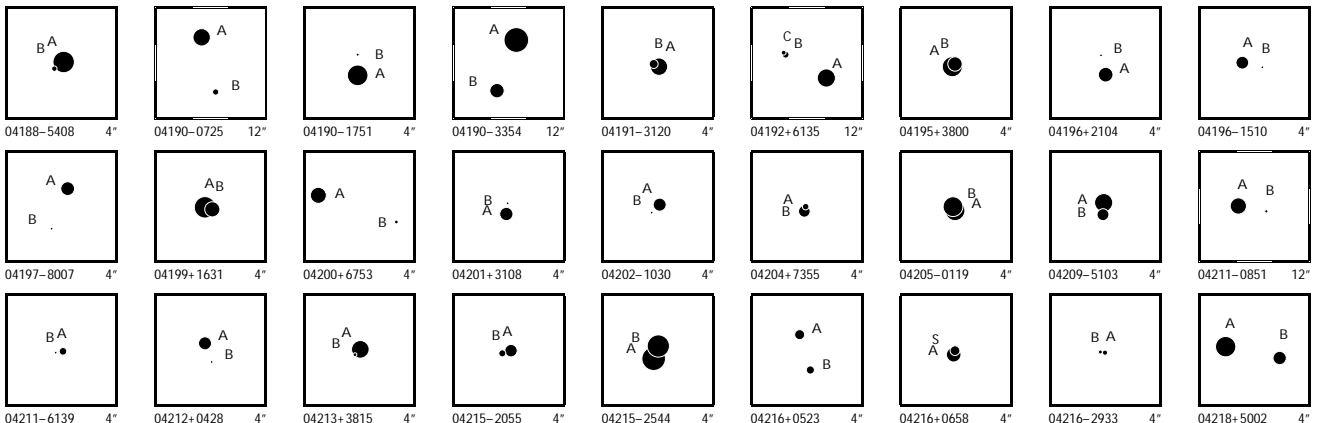 B A
A
B
B
A
A
B
B A
C B
A
A B
B
A
A B
04188–5408 4″ 04190–0725 12″ 04190–1751 4″ 04190–3354 12″ 04191–3120 4″ 04192+6135 12″ 04195+3800 4″ 04196+2104 4″ 04196–1510 4″
A
B
A B
A
B
B
A
A
B
A
B
B
A
A
B
A
B
04197–8007 4″ 04199+1631 4″ 04200+6753 4″ 04201+3108 4″ 04202–1030 4″ 04204+7355 4″ 04205–0119 4″ 04209–5103 4″ 04211–0851 12″
B A
A
B
A
B
B A
B
A
A
B
S
A
B A
A
B
04211–6139 4″ 04212+0428 4″ 04213+3815 4″ 04215–2055 4″ 04215–2544 4″ 04216+0523 4″ 04216+0658 4″ 04216–2933 4″ 04218+5002 4″